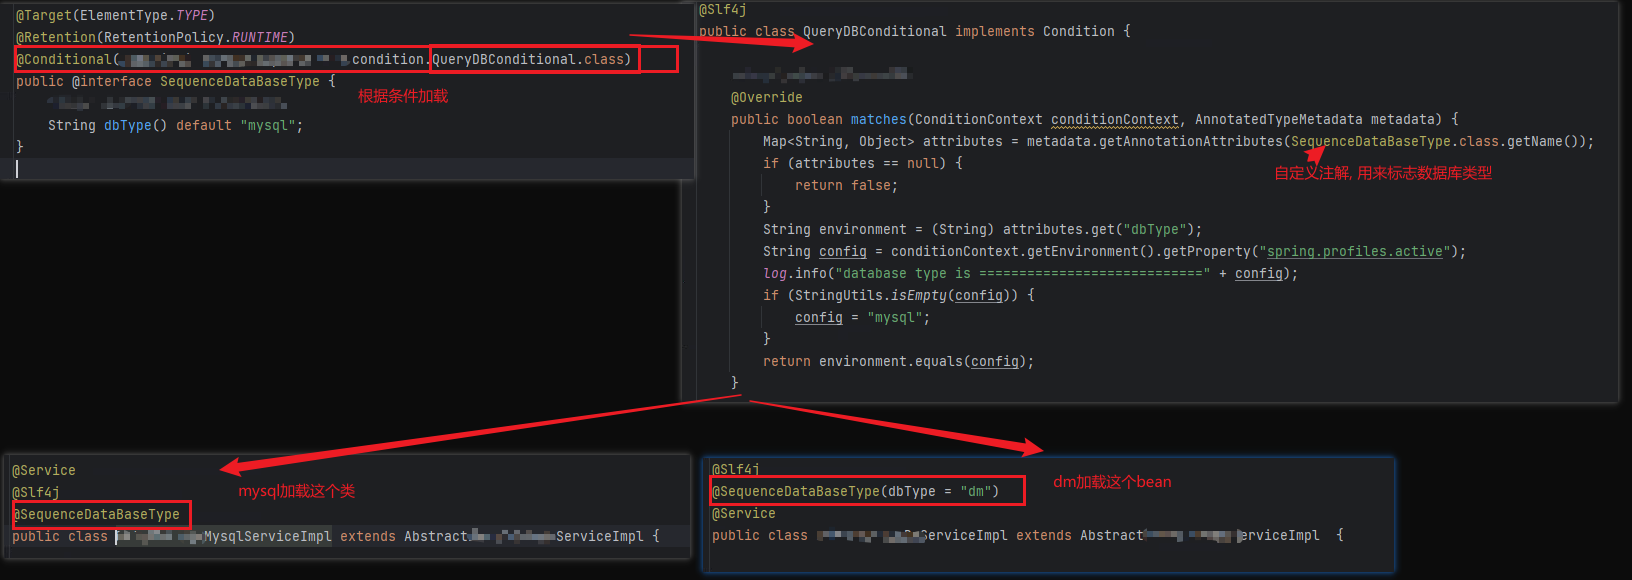 @Target(ElementType.TYPE)
@Retention(RetentionPolicy.RUNTIME)
@Conditional(.condition.QueryDBConditional.class)
public @interface SequenceDataBaseType {
根据条件加载
String dbType() default "mysql";
}
@Slf4j
public class QueryDBConditional implements Condition {
@Override
public boolean matches(ConditionContext conditionContext, AnnotatedTypeMetadata metadata) {
Map<String, Object> attributes = metadata.getAnnotationAttributes(SequenceDataBaseType.class.getName());
if (attributes == null) {
自定义注解, 用来标志数据库类型
return false;
}
String environment = (String) attributes.get("dbType");
String config = conditionContext.getEnvironment().getProperty("spring.profiles.active");
log.info("database type is ============================" + config);
if (StringUtils.isEmpty(config)) {
config = "mysql";
}
return environment.equals(config);
}
@Service
@Slf4j
mysql加载这个类
@SequenceDataBaseType
public class MysqlServiceImpl extends Abstract ServiceImpl {
@Slf4j
dm加载这个bean
@SequenceDataBaseType(dbType = "dm")
@Service
public class ServiceImpl extends Abstract erviceImpl {